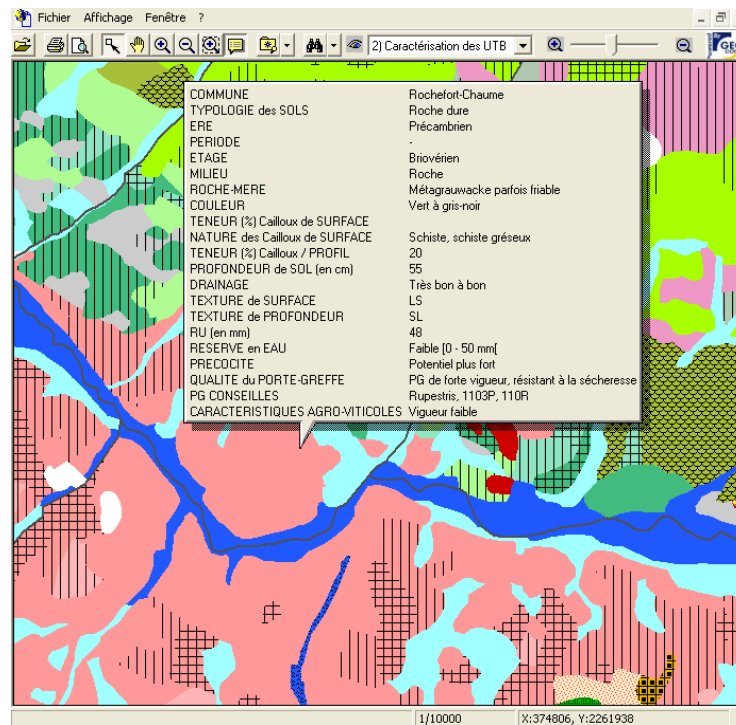 Fichier Affichage Fenêtre ?
2) Caractérisation des UTB
COMMUNE Rochefort-Chaume
TYPOLOGIE des SOLS Roche dure
ERE Précambrien
PERIODE -
ETAGE Briovérien
MILIEU Roche
ROCHE-MERE Métagrauwacke parfois friable
COULEUR Vert à gris-noir
TENEUR (%) Cailloux de SURFACE
NATURE des Cailloux de SURFACE Schiste, schiste gréseux
TENEUR (%) Cailloux / PROFIL 20
PROFONDEUR de SOL (en cm) 55
DRAINAGE Très bon à bon
TEXTURE de SURFACE LS
TEXTURE de PROFONDEUR SL
RU (en mm) 48
RESERVE en EAU Faible [0 - 50 mm[
PRECOCITE Potentiel plus fort
QUALITE du PORTE-GREFFE PG de forte vigueur, résistant à la sécheresse
PG CONSEILLES Rupestris, 1103P, 110R
CARACTERISTIQUES AGRO-VITICOLES Vigueur faible
1/10000 X:374806, Y:2261938